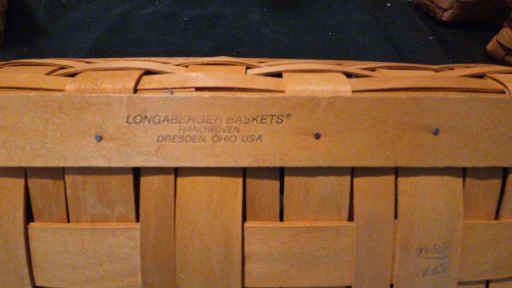 LONGABERGER BASKETS®
HANDWOVEN
DRESDEN, OHIO USA